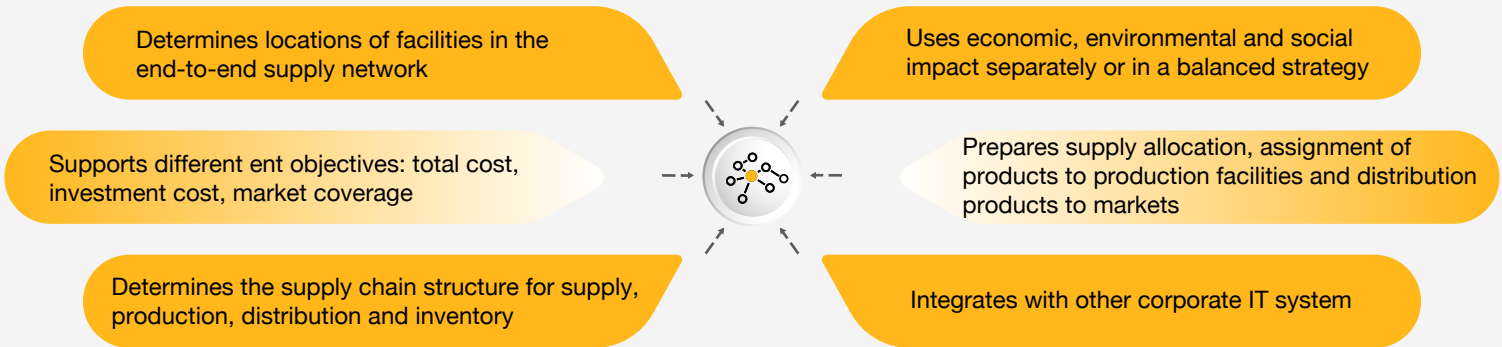 Determines locations of facilities in the
end-to-end supply network
Uses economic, environmental and social
impact separately or in a balanced strategy
Supports different ent objectives: total cost,
investment cost, market coverage
Prepares supply allocation, assignment of
products to production facilities and distribution
products to markets
Determines the supply chain structure for supply,
production, distribution and inventory
Integrates with other corporate IT system